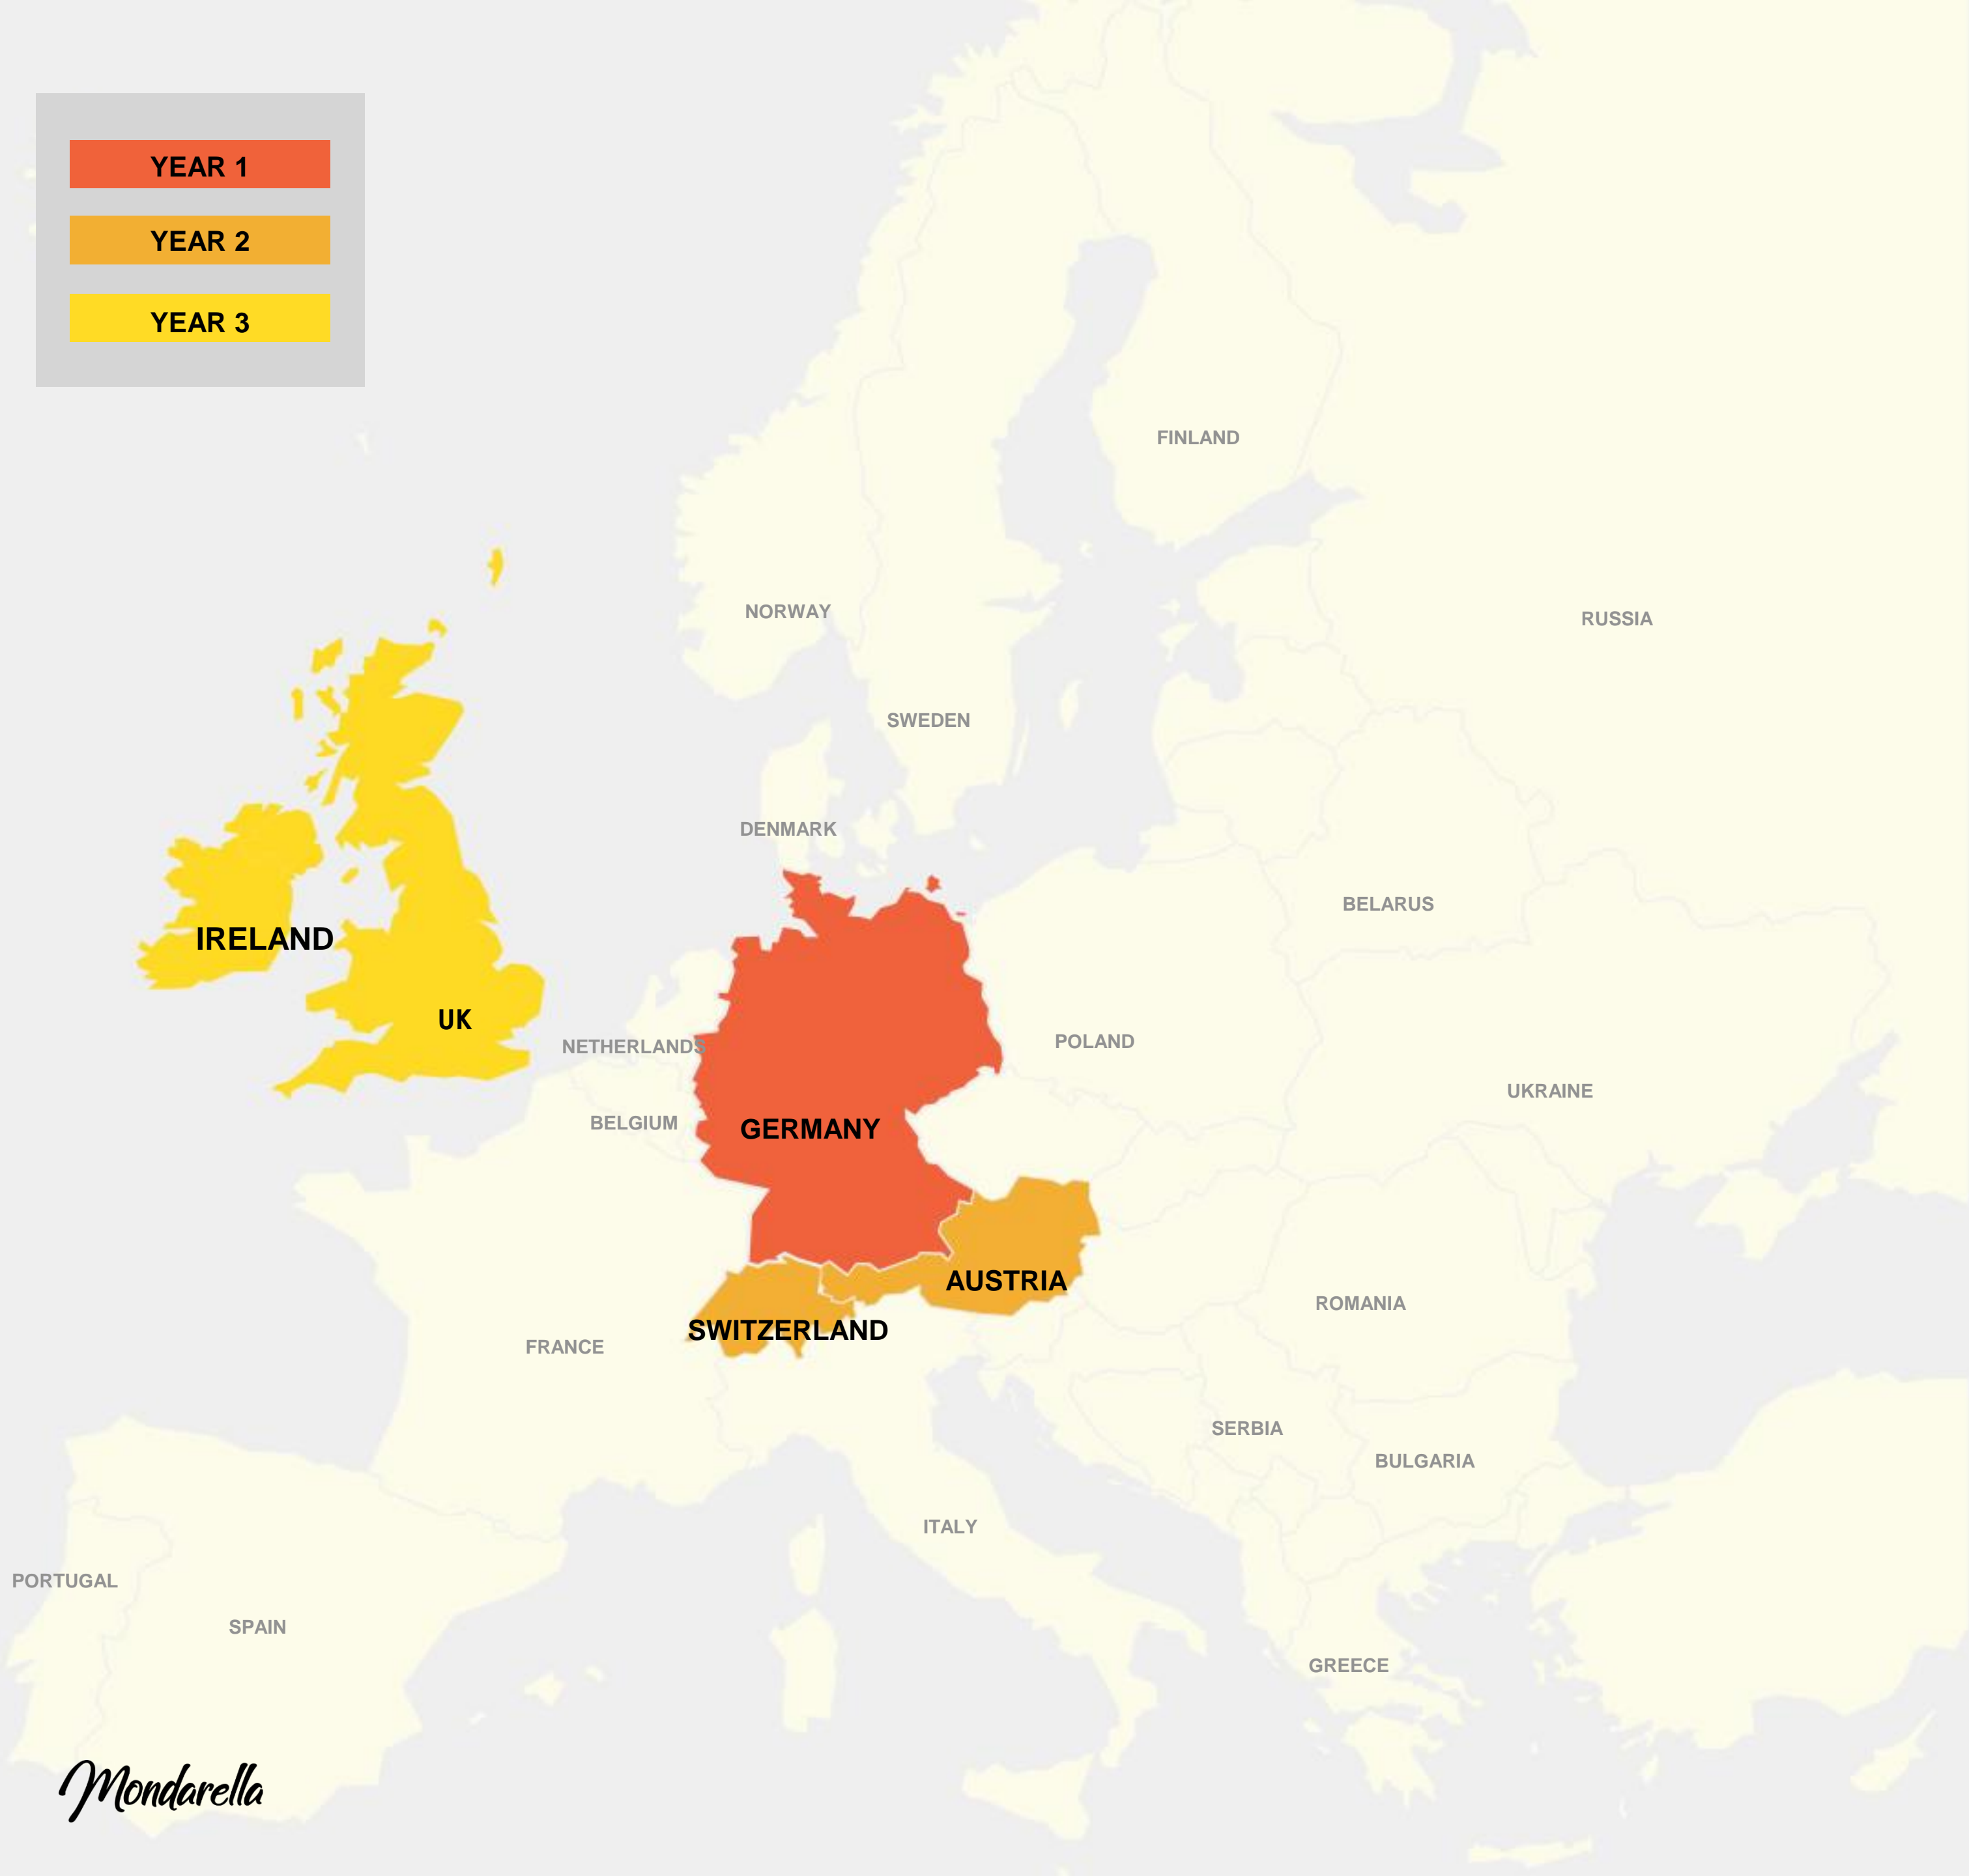 YEAR 1
YEAR 2
YEAR 3
FINLAND
NORWAY
RUSSIA
SWEDEN
DENMARK
BELARUS
IRELAND
UK
NETHERLANDS
POLAND
UKRAINE
BELGIUM
GERMANY
AUSTRIA
ROMANIA
SWITZERLAND
FRANCE
SERBIA
BULGARIA
ITALY
PORTUGAL
SPAIN
GREECE
Mondarella